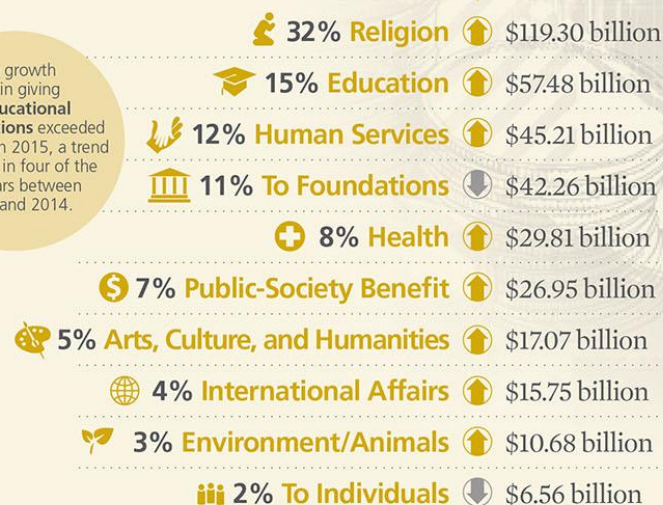 32% Religion $119.30 billion
15% Education $57.48 billion
12% Human Services $45.21 billion
11% To Foundations $42.26 billion
8% Health $29.81 billion
$ 7% Public-Society Benefit $26.95 billion
5% Arts, Culture, and Humanities $17.07 billion
4% International Affairs $15.75 billion
3% Environment/Animals $10.68 billion
2% To Individuals $6.56 billion
growth
in giving
ucational
ions exceeded
n 2015, a trend
in four of the
ars between
and 2014.